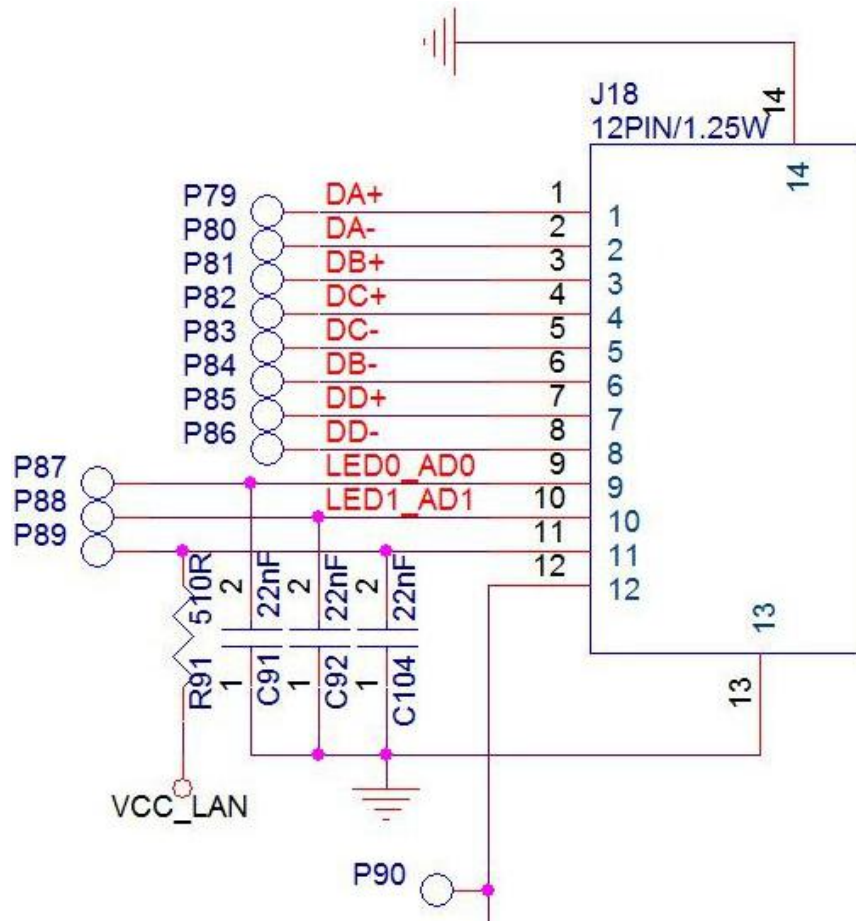 J18
12PIN/1.25W
14
14
P79 DA+ 1 1
P80 DA- 2 2
P81 DB+ 3 3
P82 DC+ 4 4
P83 DC- 5 5
P84 DB- 6 6
P85 DD+ 7 7
P86 DD- 8 8
P87 LED0_AD0 9 9
P88 LED1_AD1 10 10
P89 11 11
12 12
510R
R91
2
22nF
1
C91
2
22nF
1
C92
2
22nF
1
C104
13
13
VCC_LAN
P90